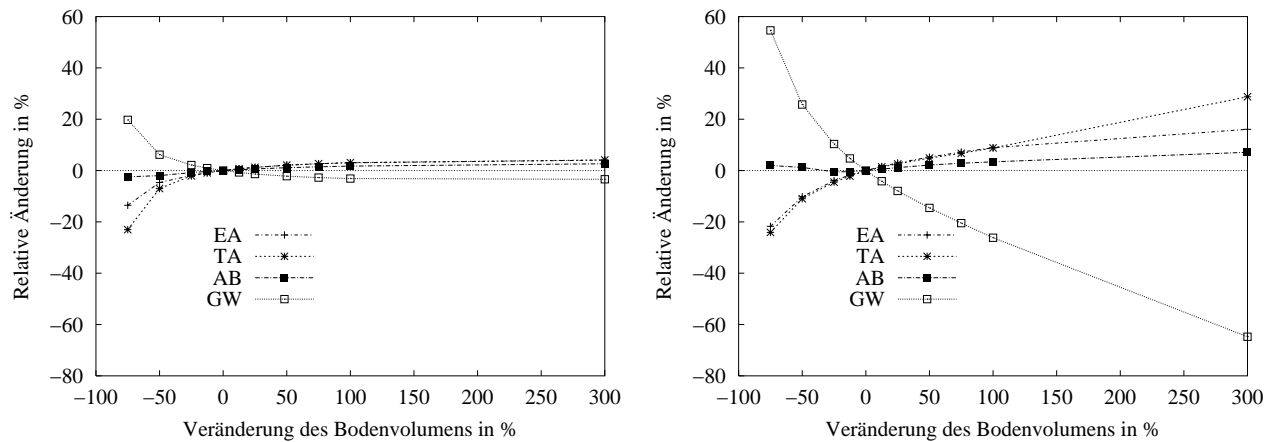 60
40
20
0
−20
−40
−60
−80
−100 −50 0 50 100 150 200 250 300
Relative Änderung in %
Veränderung des Bodenvolumens in %
EA
TA
AB
GW
60
40
20
0
−20
−40
−60
−80
−100 −50 0 50 100 150 200 250 300
Relative Änderung in %
Veränderung des Bodenvolumens in %
EA
TA
AB
GW